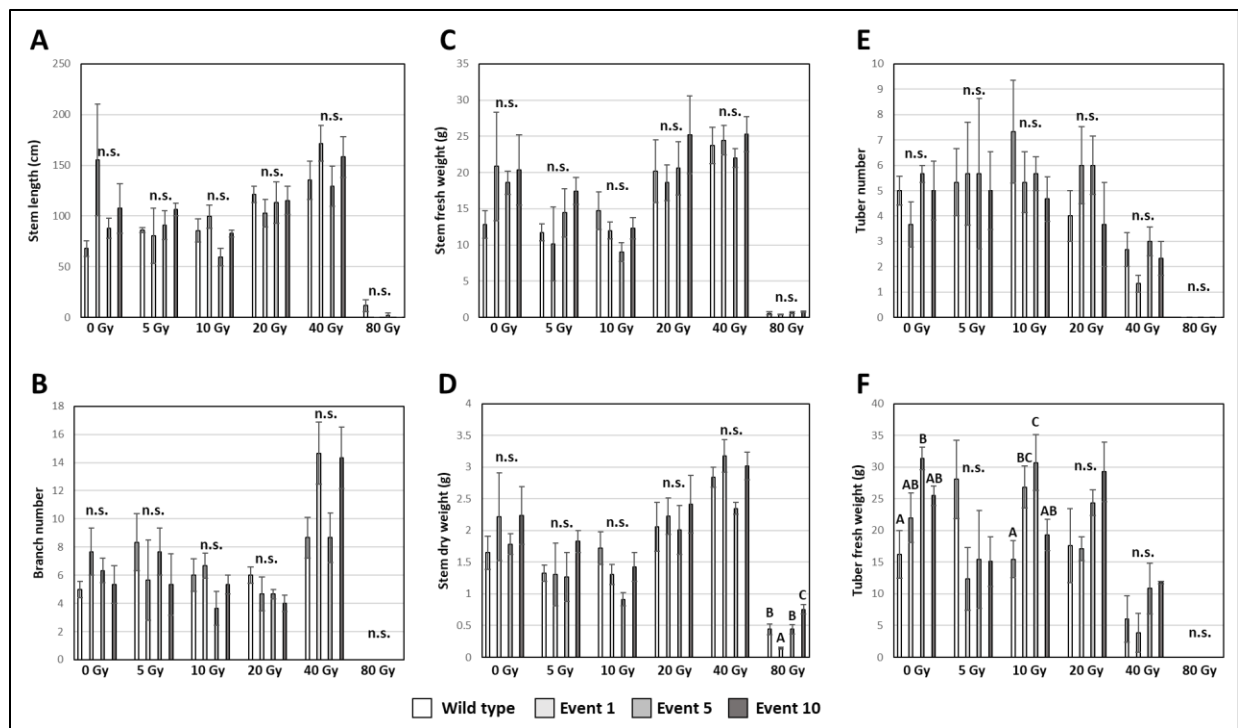 A
Stem length (cm)
250
200
150
100
50
0
n.s.
n.s.
n.s.
n.s.
n.s.
n.s.
0 Gy 5 Gy 10 Gy 20 Gy 40 Gy 80 Gy
C
Stem fresh weight (g)
35
30
25
20
15
10
5
0
n.s.
n.s.
n.s.
n.s.
n.s.
n.s.
0 Gy 5 Gy 10 Gy 20 Gy 40 Gy 80 Gy
E
Tuber number
10
9
8
7
6
5
4
3
2
1
0
n.s.
n.s.
n.s.
n.s.
n.s.
n.s.
0 Gy 5 Gy 10 Gy 20 Gy 40 Gy 80 Gy
B
Branch number
18
16
14
12
10
8
6
4
2
0
n.s.
n.s.
n.s.
n.s.
n.s.
n.s.
0 Gy 5 Gy 10 Gy 20 Gy 40 Gy 80 Gy
D
Stem dry weight (g)
4
3.5
3
2.5
2
1.5
1
0.5
0
n.s.
n.s.
n.s.
n.s.
n.s.
B A B C
0 Gy 5 Gy 10 Gy 20 Gy 40 Gy 80 Gy
F
Tuber fresh weight (g)
40
35
30
25
20
15
10
5
0
A AB B AB
n.s.
A BC C AB
n.s.
n.s.
n.s.
0 Gy 5 Gy 10 Gy 20 Gy 40 Gy 80 Gy
Wild type Event 1 Event 5 Event 10